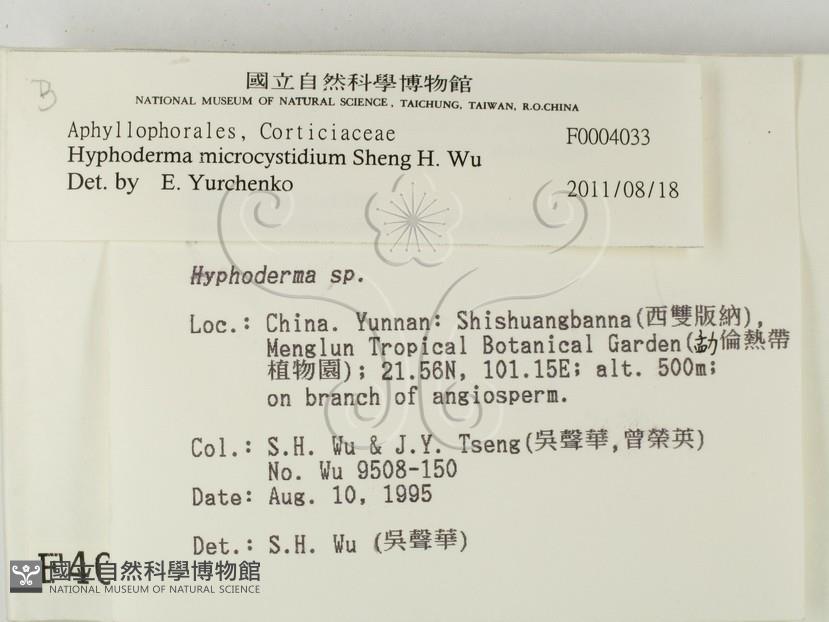 B
國立自然科學博物館
NATIONAL MUSEUM OF NATURAL SCIENCE, TAICHUNG, TAIWAN, R.O.CHINA
Aphyllophorales, Corticiaceae F0004033
Hyphoderma microcystidium Sheng H. Wu
Det. by E. Yurchenko 2011/08/18
Hyphoderma sp.
Loc.: China. Yunnan: Shishuangbanna(西雙版納),
Menglun Tropical Botanical Garden(勐倫熱帶
植物園); 21.56N, 101.15E; alt. 500m;
on branch of angiosperm.
Col.: S.H. Wu & J.Y. Tseng(吳聲華,曾榮英)
No. Wu 9508-150
Date: Aug. 10, 1995
Det.: S.H. Wu (吳聲華)
國立自然科學博物館
NATIONAL MUSEUM OF NATURAL SCIENCE